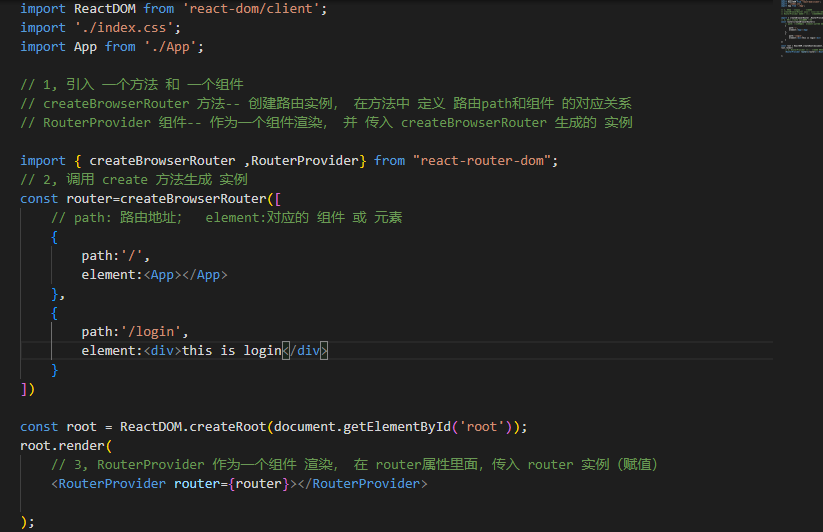 import ReactDOM from 'react-dom/client';
import './index.css';
import App from './App';
// 1, 引入 一个方法 和 一个组件
// createBrowserRouter 方法-- 创建路由实例， 在方法中 定义 路由path和组件 的对应关系
// RouterProvider 组件-- 作为一个组件渲染， 并 传入 createBrowserRouter 生成的 实例
import { createBrowserRouter ,RouterProvider} from "react-router-dom";
// 2, 调用 create 方法生成 实例
const router=createBrowserRouter([
// path: 路由地址； element:对应的 组件 或 元素
{
path:'/',
element:<App></App>
},
{
path:'/login',
element:<div>this is login</div>
}
])
const root = ReactDOM.createRoot(document.getElementById('root'));
root.render(
// 3, RouterProvider 作为一个组件 渲染， 在 router属性里面，传入 router 实例（赋值）
<RouterProvider router={router}></RouterProvider>
);